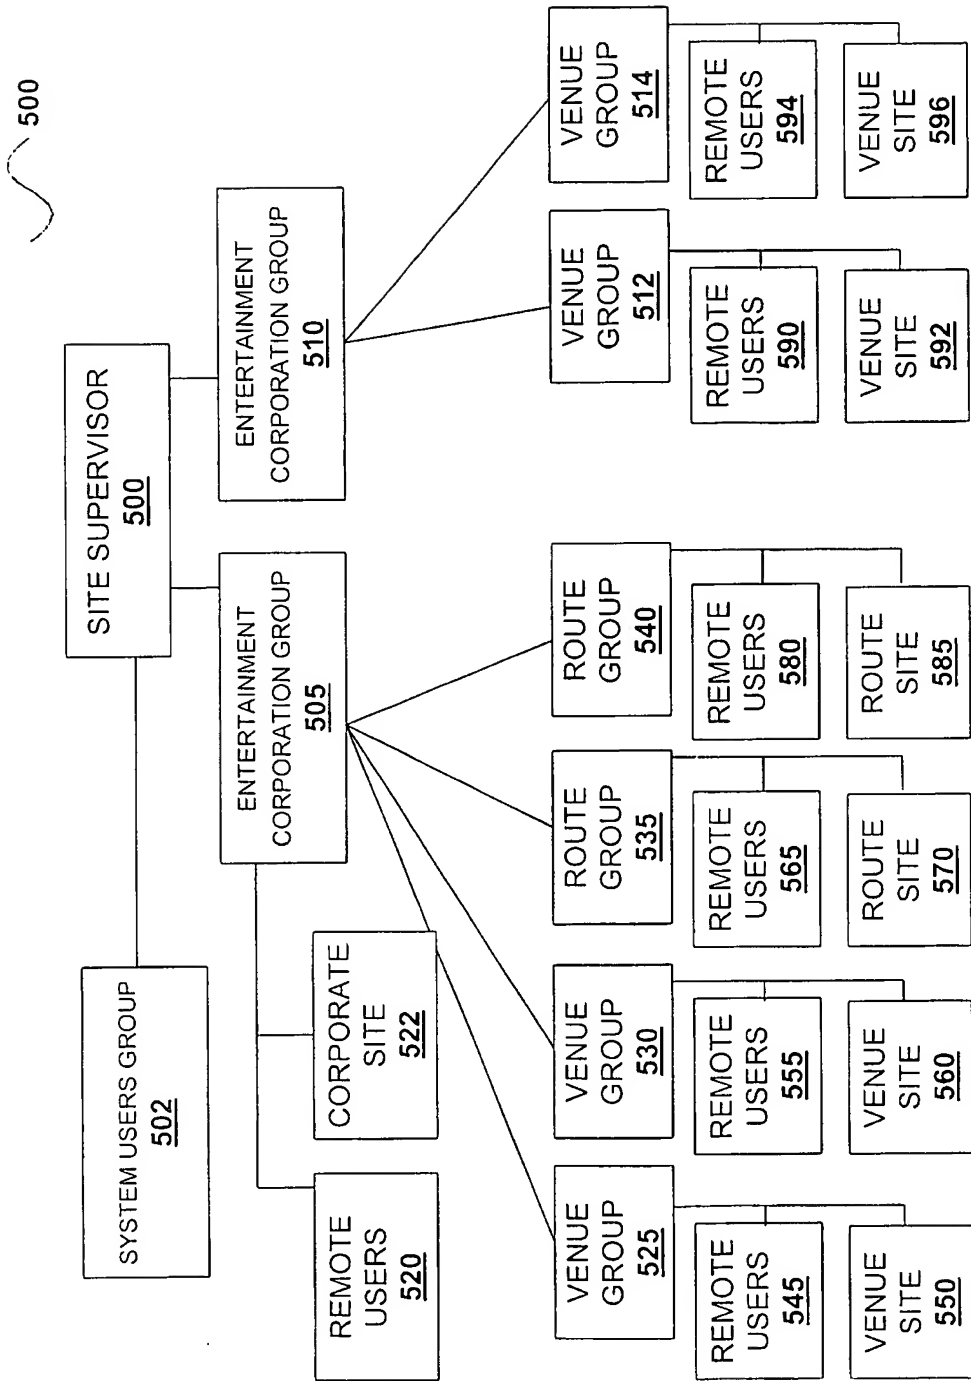 500
SITE SUPERVISOR
500
SYSTEM USERS GROUP
502
ENTERTAINMENT
CORPORATION GROUP
505
ENTERTAINMENT
CORPORATION GROUP
510
REMOTE
USERS
520
CORPORATE
SITE
522
VENUE
GROUP
525
VENUE
GROUP
530
ROUTE
GROUP
535
ROUTE
GROUP
540
VENUE
GROUP
512
VENUE
GROUP
514
REMOTE
USERS
545
REMOTE
USERS
555
REMOTE
USERS
565
REMOTE
USERS
580
REMOTE
USERS
590
REMOTE
USERS
594
VENUE
SITE
550
VENUE
SITE
560
ROUTE
SITE
570
ROUTE
SITE
585
VENUE
SITE
592
VENUE
SITE
596